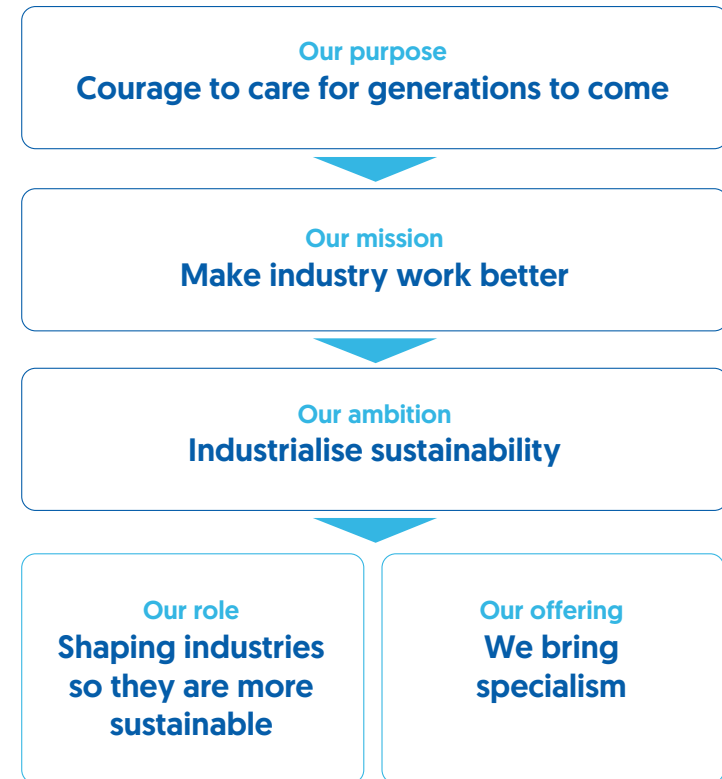 Our purpose
Courage to care for generations to come
Our mission
Make industry work better
Our ambition
Industrialise sustainability
Our role
Shaping industries
so they are more
sustainable
Our offering
We bring
specialism